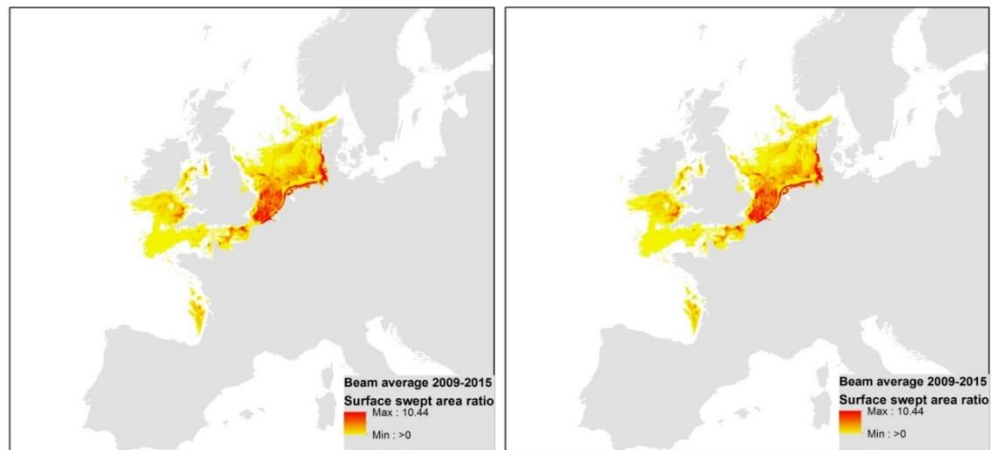 Beam average 2009-2015
Surface swept area ratio
Max : 10.44
Min : >0
Beam average 2009-2015
Surface swept area ratio
Max : 10.44
Min : >0